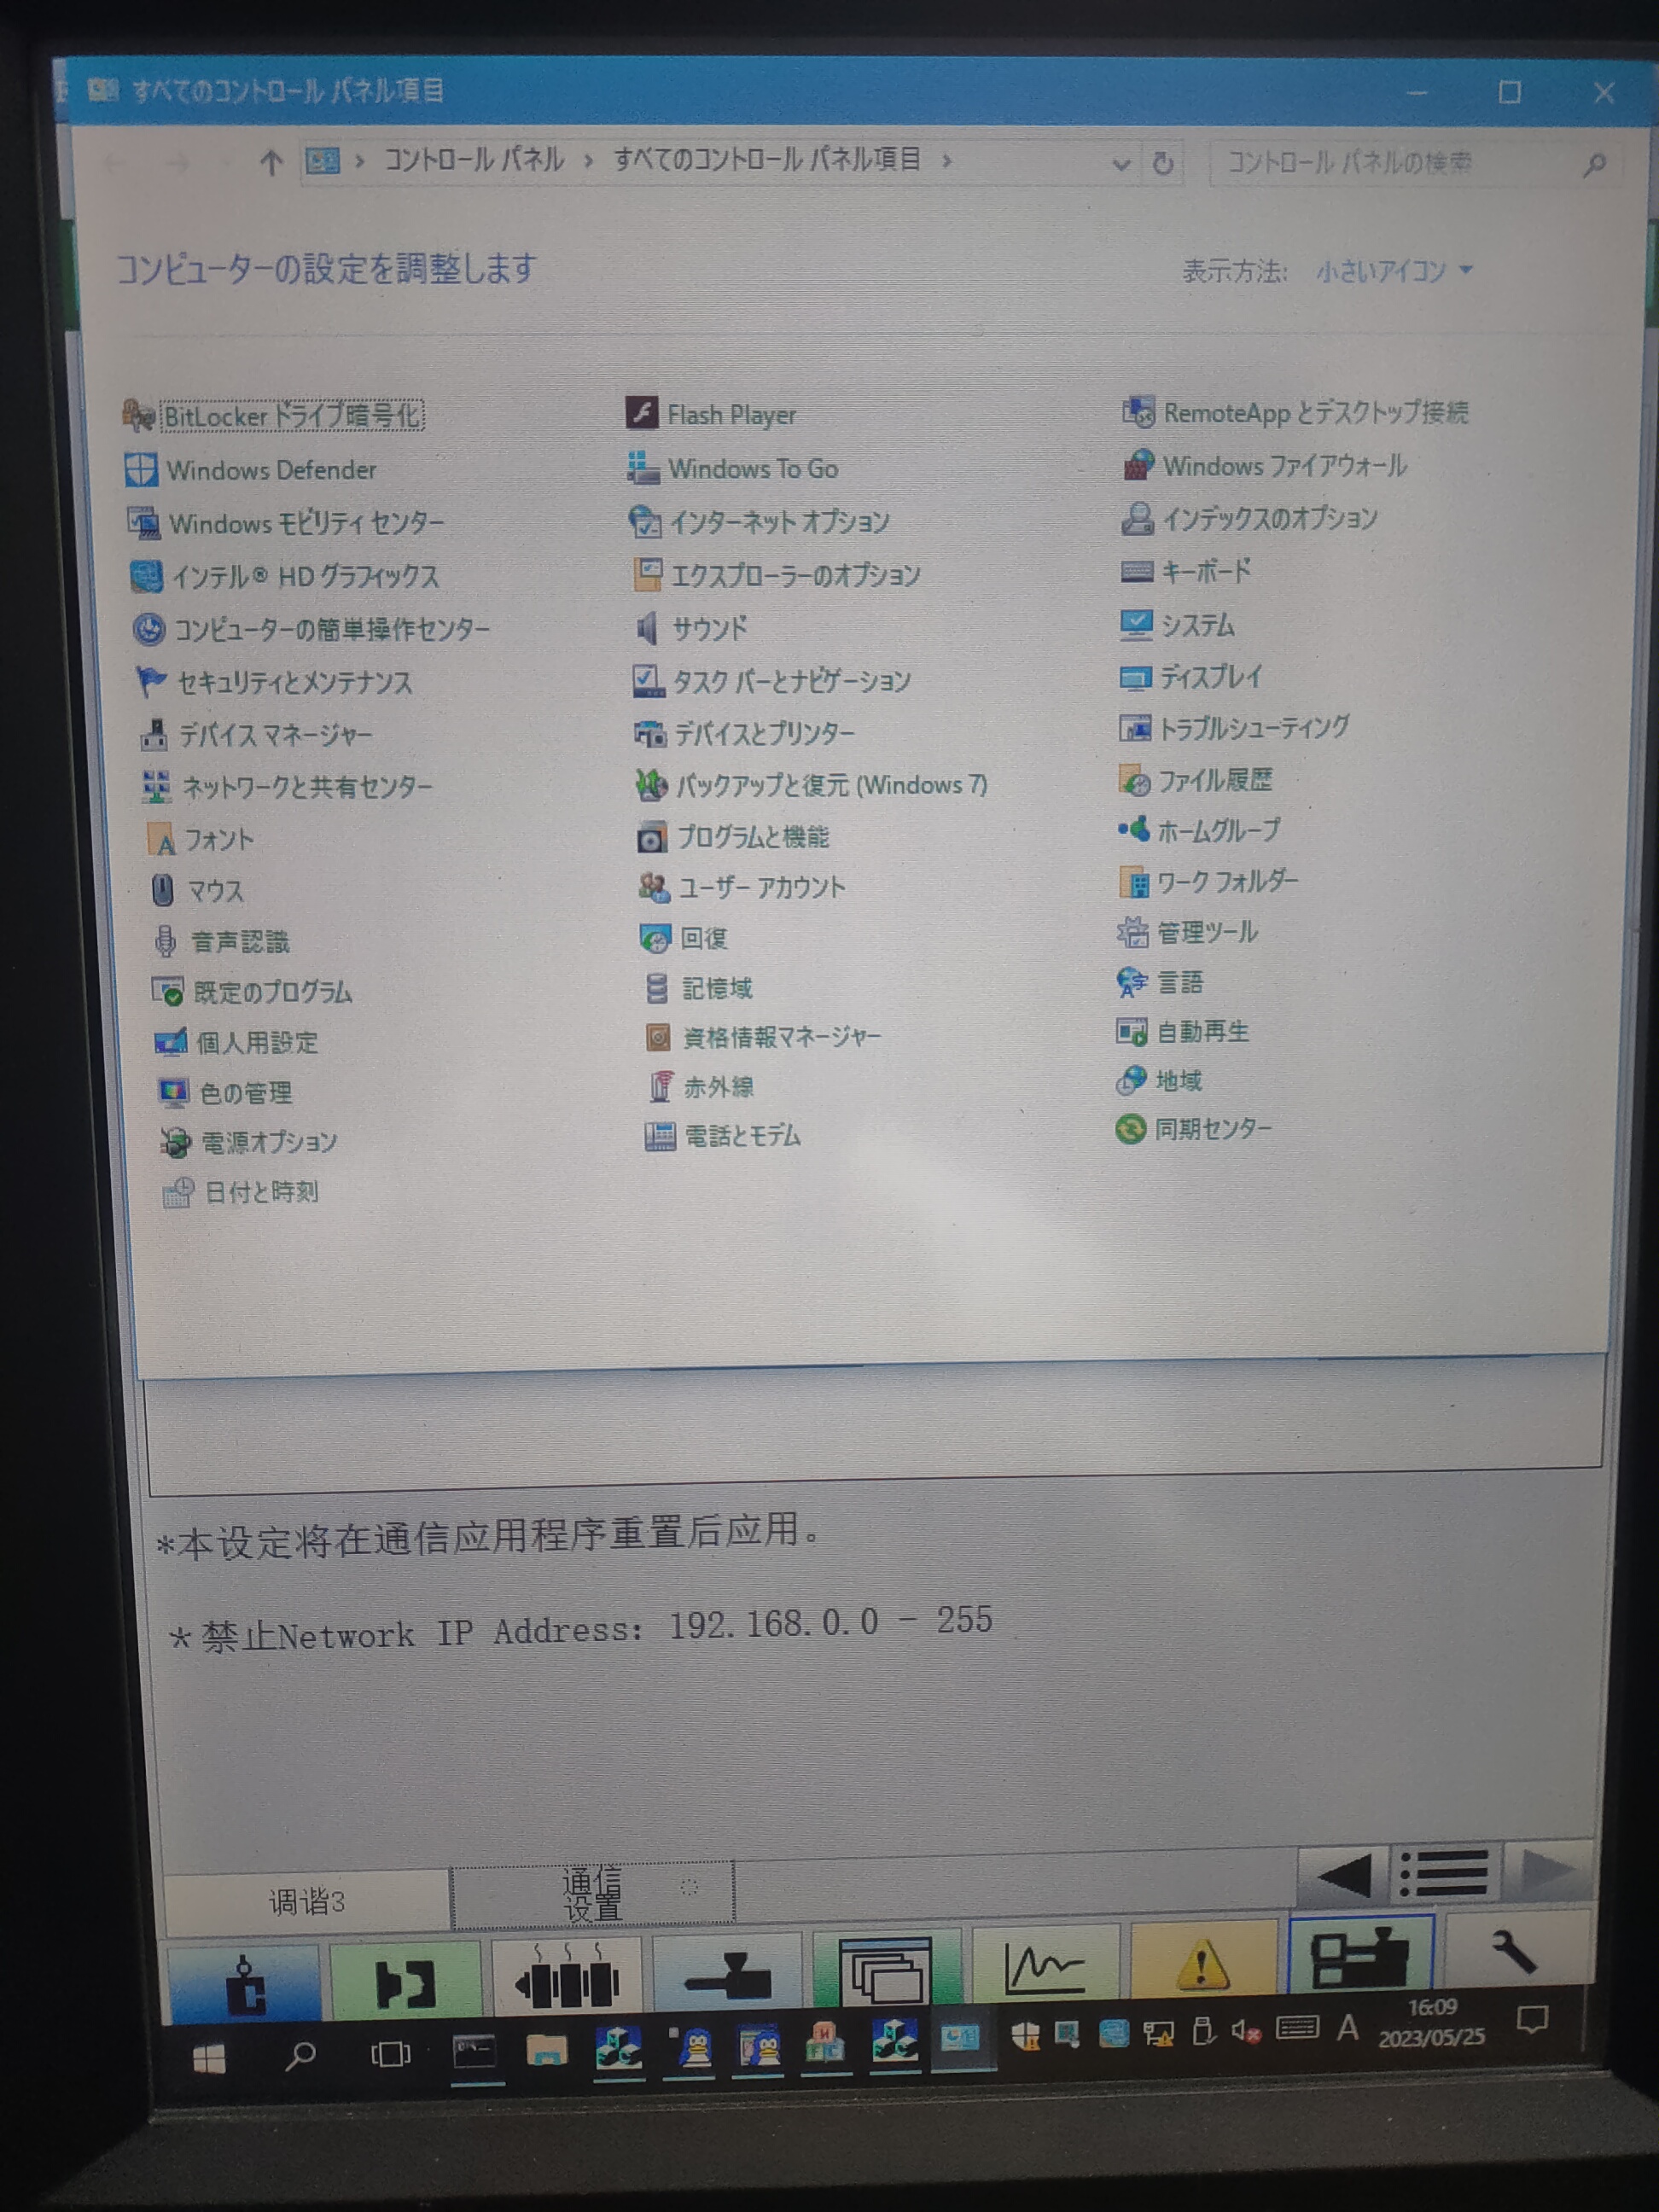 すべてのコントロール パネル項目
コントロール パネル › すべてのコントロール パネル項目 ›
コントロール パネルの検索
コンピューターの設定を調整します
表示方法: 小さいアイコン
BitLocker ドライブ暗号化
Flash Player
RemoteApp とデスクトップ接続
Windows Defender
Windows To Go
Windows ファイアウォール
Windows モビリティ センター
インターネット オプション
インデックスのオプション
インテル® HD グラフィックス
エクスプローラーのオプション
キーボード
コンピューターの簡単操作センター
サウンド
システム
セキュリティとメンテナンス
タスク バーとナビゲーション
ディスプレイ
デバイス マネージャー
デバイスとプリンター
トラブルシューティング
ネットワークと共有センター
バックアップと復元 (Windows 7)
ファイル履歴
フォント
プログラムと機能
ホームグループ
マウス
ユーザー アカウント
ワーク フォルダー
音声認識
回復
管理ツール
既定のプログラム
記憶域
言語
個人用設定
資格情報マネージャー
自動再生
色の管理
赤外線
地域
電源オプション
電話とモデム
同期センター
日付と時刻
*本设定将在通信应用程序重置后应用。
*禁止Network IP Address: 192.168.0.0 - 255
调谐3
通信
设置
A
16:09
2023/05/25